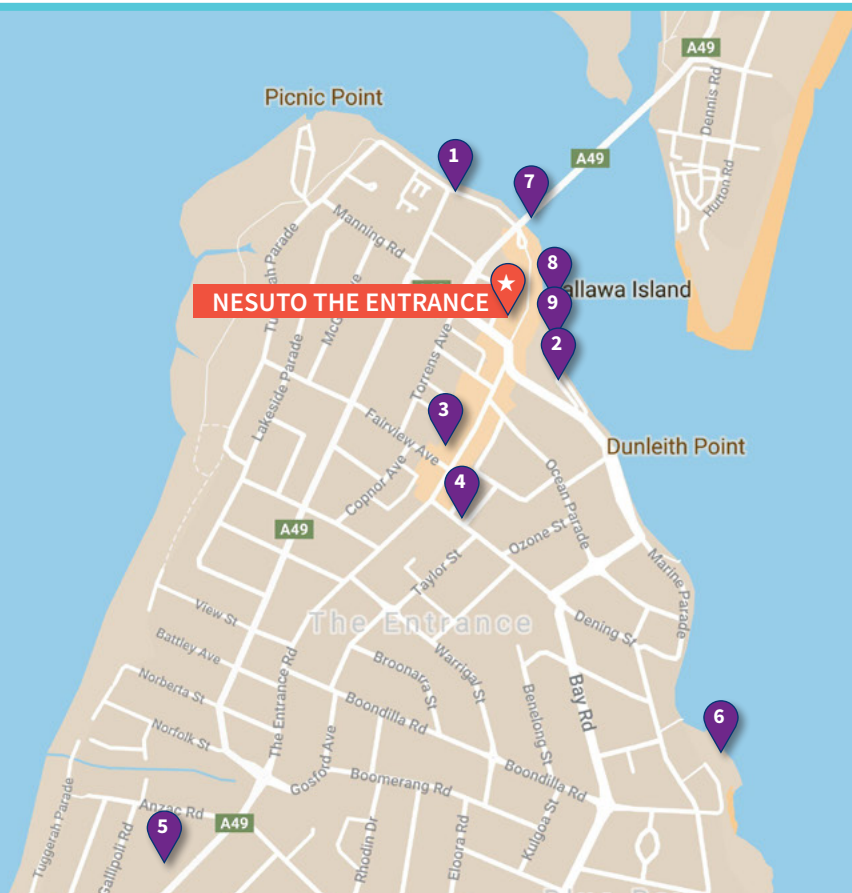 A49
Picnic Point
Dennis Rd
1
A49
7
Hutton Rd
Manning Rd
8
allawa Island
NESUTO THE ENTRANCE
9
2
Torrens Ave
Lakeside Parade
3
Fairview Ave
Dunleith Point
Copnor Ave
4
Ocean Parade
A49
Ozone St
Taylor St
Marine Parade
View St
The Entrance
Dening St
Battley Ave
Broonarra St
Warrigal St
Norberta St
The Entrance Rd
Benelong St
Bay Rd
Boondilla Rd
6
Norfolk St
Gosford Ave
Boomerang Rd
Boondilla Rd
Tuggerah Parade
Anzac Rd
A49
5
Gallipoli Rd
Rhodin Dr
Eloora Rd
Kulgoa St